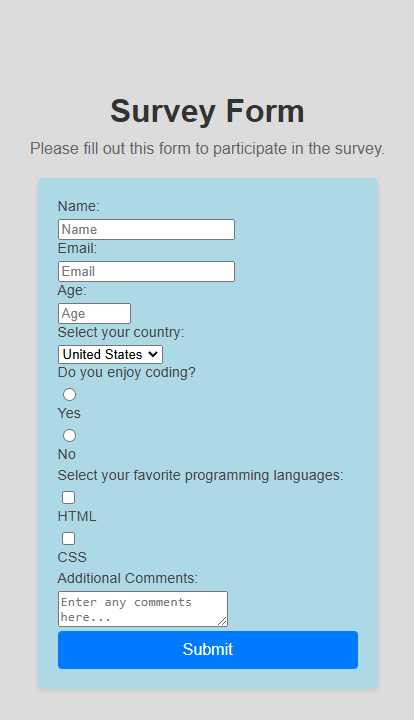 Survey Form
Please fill out this form to participate in the survey.
Name:
Name
Email:
Email
Age:
Age
Select your country:
United States
Do you enjoy coding?
Yes
No
Select your favorite programming languages:
HTML
CSS
Additional Comments:
Enter any comments
here...
Submit